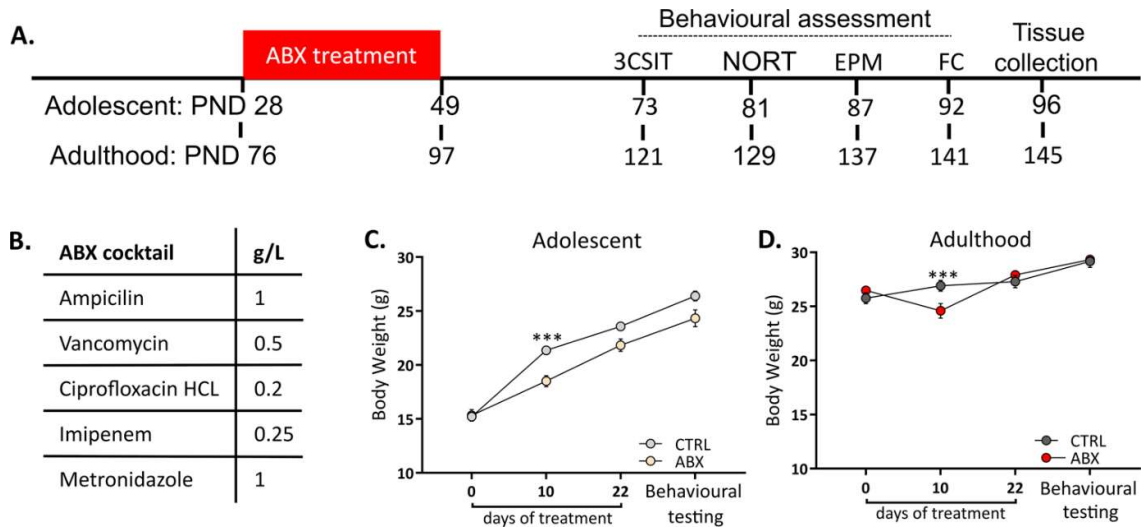 A.
Behavioural assessment
ABX treatment
3CSIT NORT EPM FC Tissue collection
Adolescent: PND 28 49 73 81 87 92 96
Adulthood: PND 76 97 121 129 137 141 145
B.
ABX cocktail g/L
Ampicilin 1
Vancomycin 0.5
Ciprofloxacin HCL 0.2
Imipenem 0.25
Metronidazole 1
C.
Adolescent
Body Weight (g)
30
25
20
15
10
***
CTRL
ABX
0 10 22 Behavioural testing
days of treatment
D.
Adulthood
Body Weight (g)
30
25
20
15
10
***
CTRL
ABX
0 10 22 Behavioural testing
days of treatment